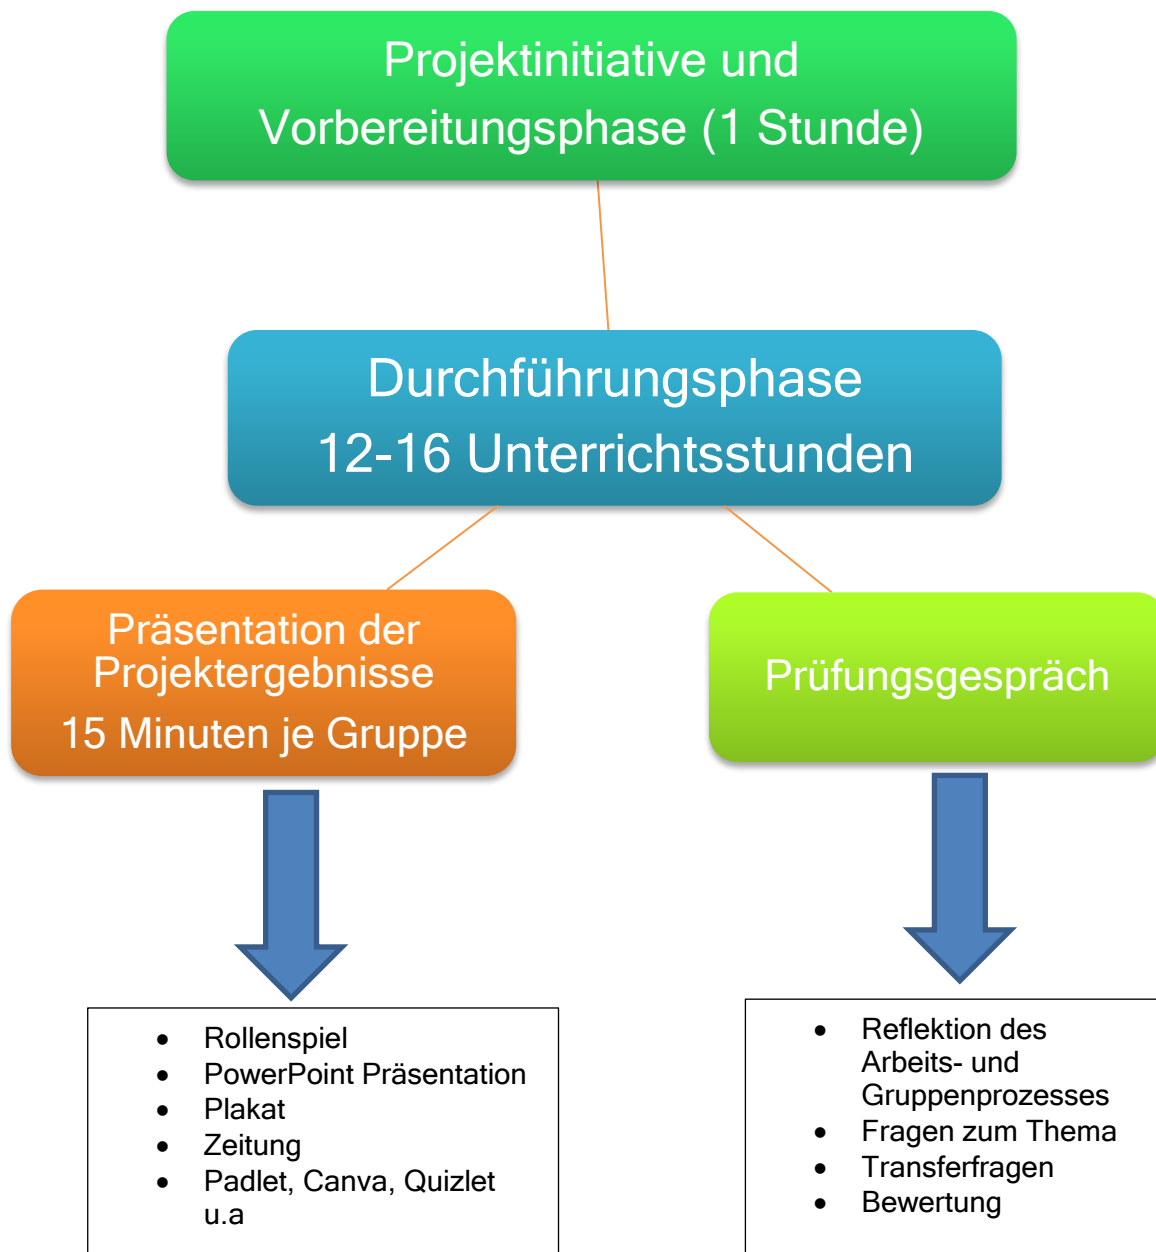 Projektinitiative und
Vorbereitungsphase (1 Stunde)
Durchführungsphase
12-16 Unterrichtsstunden
Präsentation der
Projektergebnisse
15 Minuten je Gruppe
Prüfungsgespräch
• Rollenspiel
• PowerPoint Präsentation
• Plakat
• Zeitung
• Padlet, Canva, Quizlet
u.a
• Reflektion des
Arbeits- und
Gruppenprozesses
• Fragen zum Thema
• Transferfragen
• Bewertung